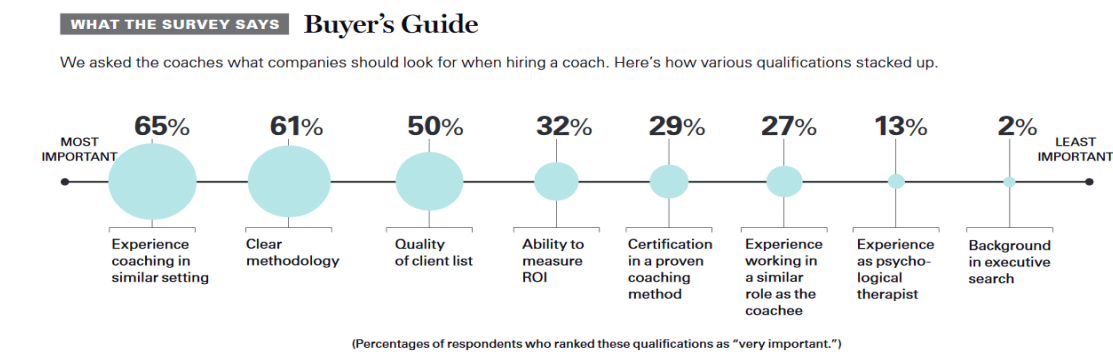 WHAT THE SURVEY SAYS Buyer’s Guide
We asked the coaches what companies should look for when hiring a coach. Here’s how various qualifications stacked up.
65% 61% 50% 32% 29% 27% 13% 2%
MOST
IMPORTANT
LEAST
IMPORTANT
Experience
coaching in
similar setting
Clear
methodology
Quality
of client list
Ability to
measure
ROI
Certification
in a proven
coaching
method
Experience
working in
a similar
role as the
coachee
Experience
as psycho-
logical
therapist
Background
in executive
search
(Percentages of respondents who ranked these qualifications as “very important.”)